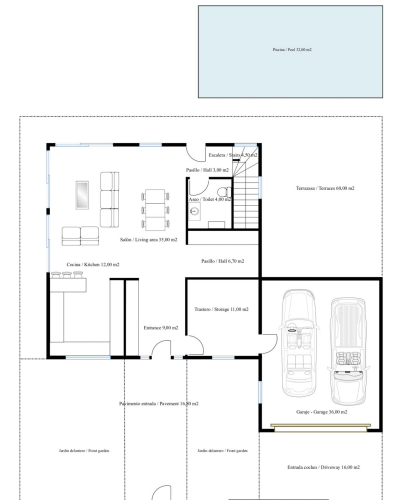 Piscina / Pool 32,00 m2
Escalera / Stairs 4,50 m2
Pasillo / Hall 3,00 m2
Terrazas / Terraces 60,00 m2
Aseo / Toilet 4,00 m2
Salón / Living area 35,00 m2
Pasillo / Hall 6,70 m2
Cocina / Kitchen 12,00 m2
Trastero / Storage 11,00 m2
Entrance 9,00 m2
Pavimento entrada / Pavement 16,80 m2
Garaje - Garage 36,00 m2
Jardín delantero / Front garden
Jardín delantero / Front garden
Entrada coches / Driveway 16,00 m2